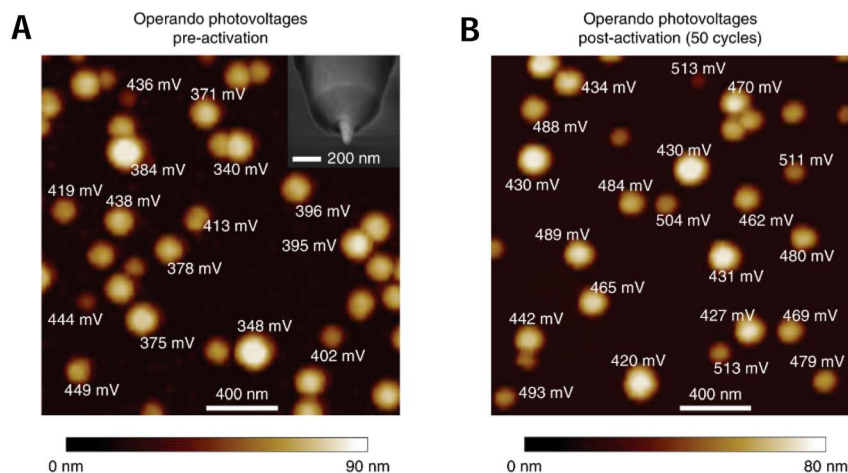 A
Operando photovoltages
pre-activation
436 mV
371 mV
200 nm
384 mV
340 mV
419 mV
438 mV
413 mV
396 mV
395 mV
378 mV
444 mV
375 mV
348 mV
402 mV
449 mV
400 nm
0 nm
90 nm
B
Operando photovoltages
post-activation (50 cycles)
513 mV
434 mV
470 mV
488 mV
430 mV
430 mV
511 mV
484 mV
504 mV
462 mV
489 mV
480 mV
431 mV
465 mV
442 mV
427 mV
469 mV
420 mV
513 mV
479 mV
493 mV
400 nm
0 nm
80 nm